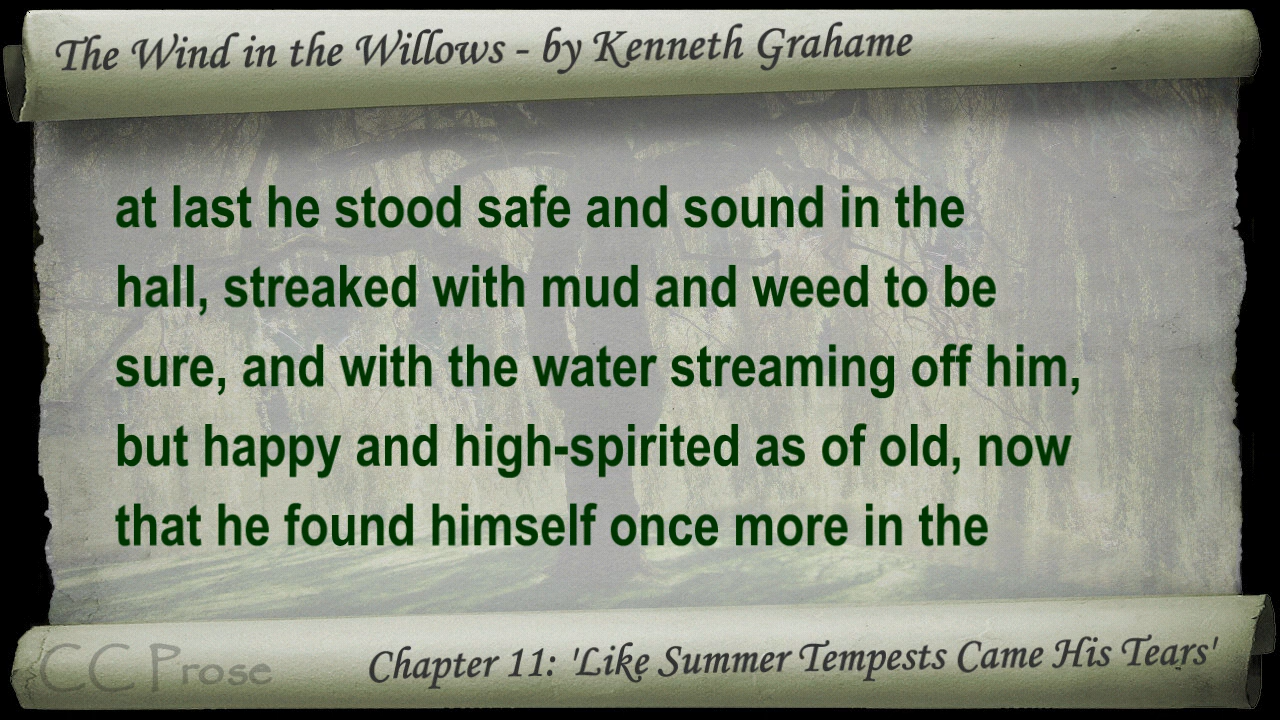 The Wind in the Willows - by Kenneth Grahame
at last he stood safe and sound in the
hall, streaked with mud and weed to be
sure, and with the water streaming off him,
but happy and high-spirited as of old, now
that he found himself once more in the
CC Prose
Chapter 11: 'Like Summer Tempests Came His Tears'